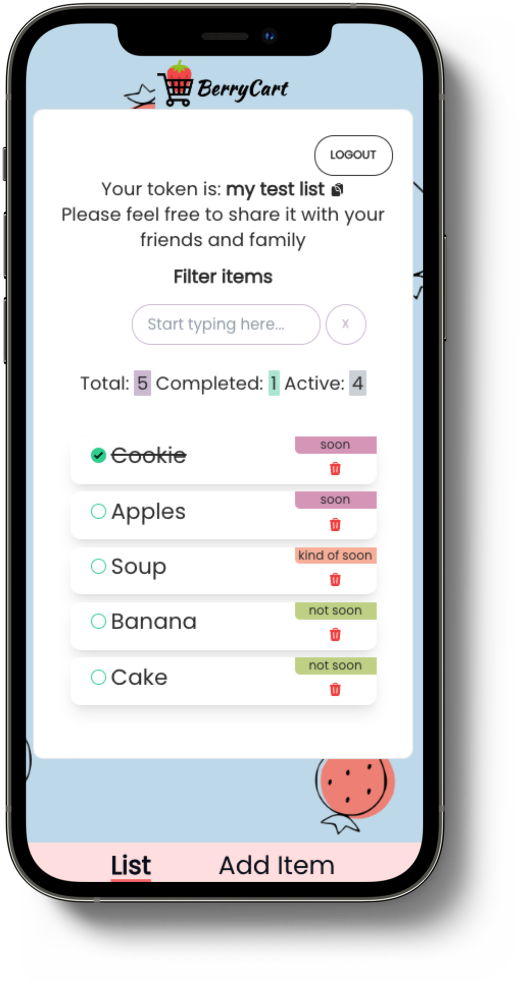 BerryCart
LOGOUT
Your token is: my test list
Please feel free to share it with your
friends and family
Filter items
Start typing here...
X
Total: 5 Completed: 1 Active: 4
soon
Cookie
soon
Apples
kind of soon
Soup
not soon
Banana
not soon
Cake
List
Add Item